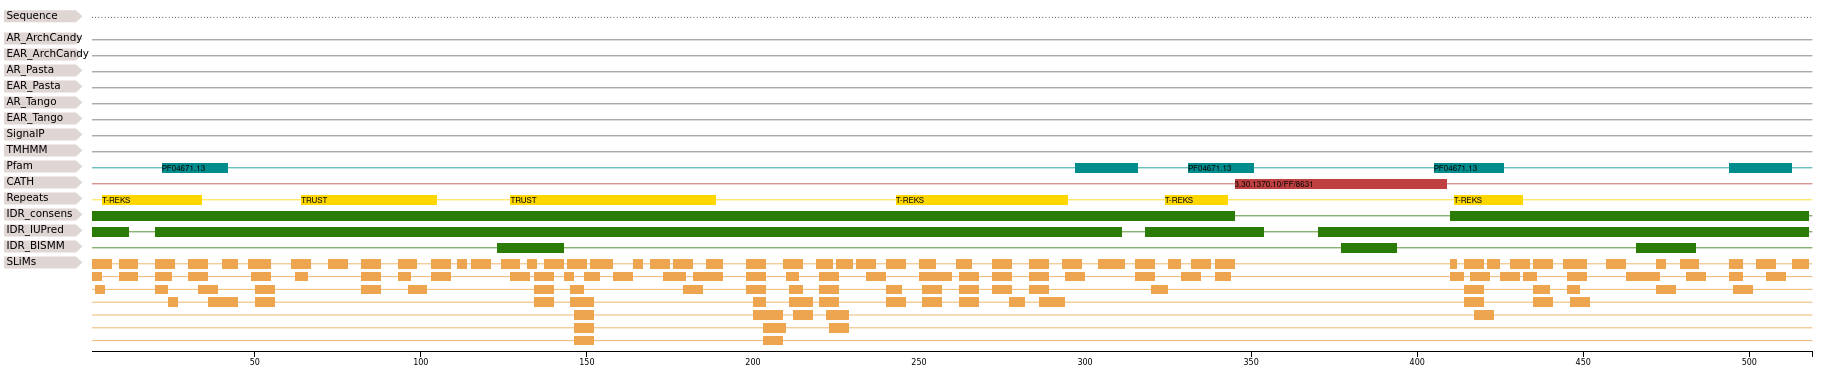 Sequence
AR_ArchCandy
EAR_ArchCandy
AR_Pasta
EAR_Pasta
AR_Tango
EAR_Tango
SignalP
TMHMM
Pfam PF04671.13 PF04671.13 PF04671.13
CATH 3.30.1370.10/FF/8631
Repeats T-REKS TRUST TRUST T-REKS T-REKS T-REKS
IDR_consens
IDR_IUPred
IDR_BISMM
SLiMs
50 100 150 200 250 300 350 400 450 500